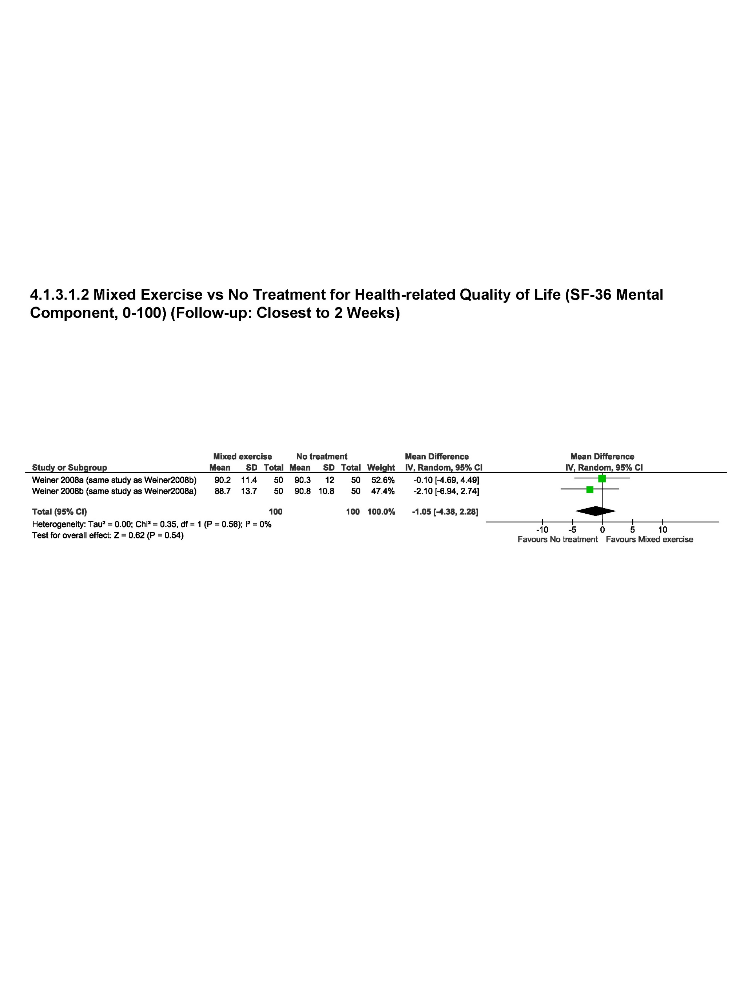 4.1.3.1.2 Mixed Exercise vs No Treatment for Health-related Quality of Life (SF-36 Mental
Component, 0-100) (Follow-up: Closest to 2 Weeks)
Mixed exercise No treatment Mean Difference Mean Difference
Study or Subgroup Mean SD Total Mean SD Total Weight IV, Random, 95% CI IV, Random, 95% CI
Weiner 2008a (same study as Weiner2008b) 90.2 11.4 50 90.3 12 50 52.6% -0.10 [-4.69, 4.49]
Weiner 2008b (same study as Weiner2008a) 88.7 13.7 50 90.8 10.8 50 47.4% -2.10 [-6.94, 2.74]
Total (95% CI) 100 100 100.0% -1.05 [-4.38, 2.28]
Heterogeneity: Tau² = 0.00; Chi² = 0.35, df = 1 (P = 0.56); I² = 0%
Test for overall effect: Z = 0.62 (P = 0.54)
-10 -5 0 5 10
Favours No treatment Favours Mixed exercise